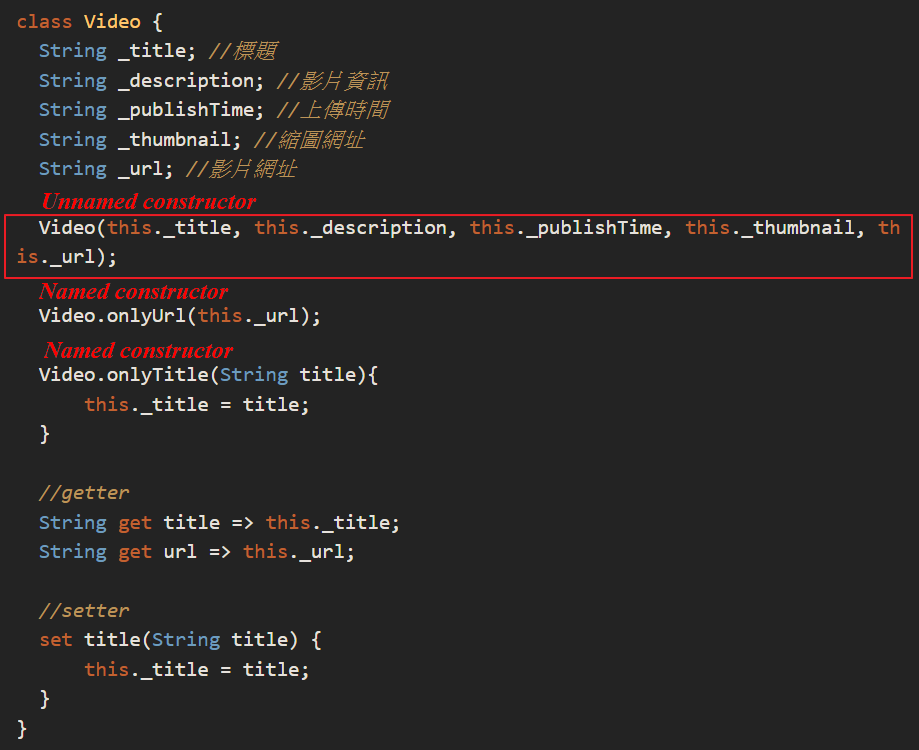 class Video {
String _title; //標題
String _description; //影片資訊
String _publishTime; //上傳時間
String _thumbnail; //縮圖網址
String _url; //影片網址
Unnamed constructor
Video(this._title, this._description, this._publishTime, this._thumbnail, th
is._url);
Named constructor
Video.onlyUrl(this._url);
Named constructor
Video.onlyTitle(String title){
this._title = title;
}
//getter
String get title => this._title;
String get url => this._url;
//setter
set title(String title) {
this._title = title;
}
}